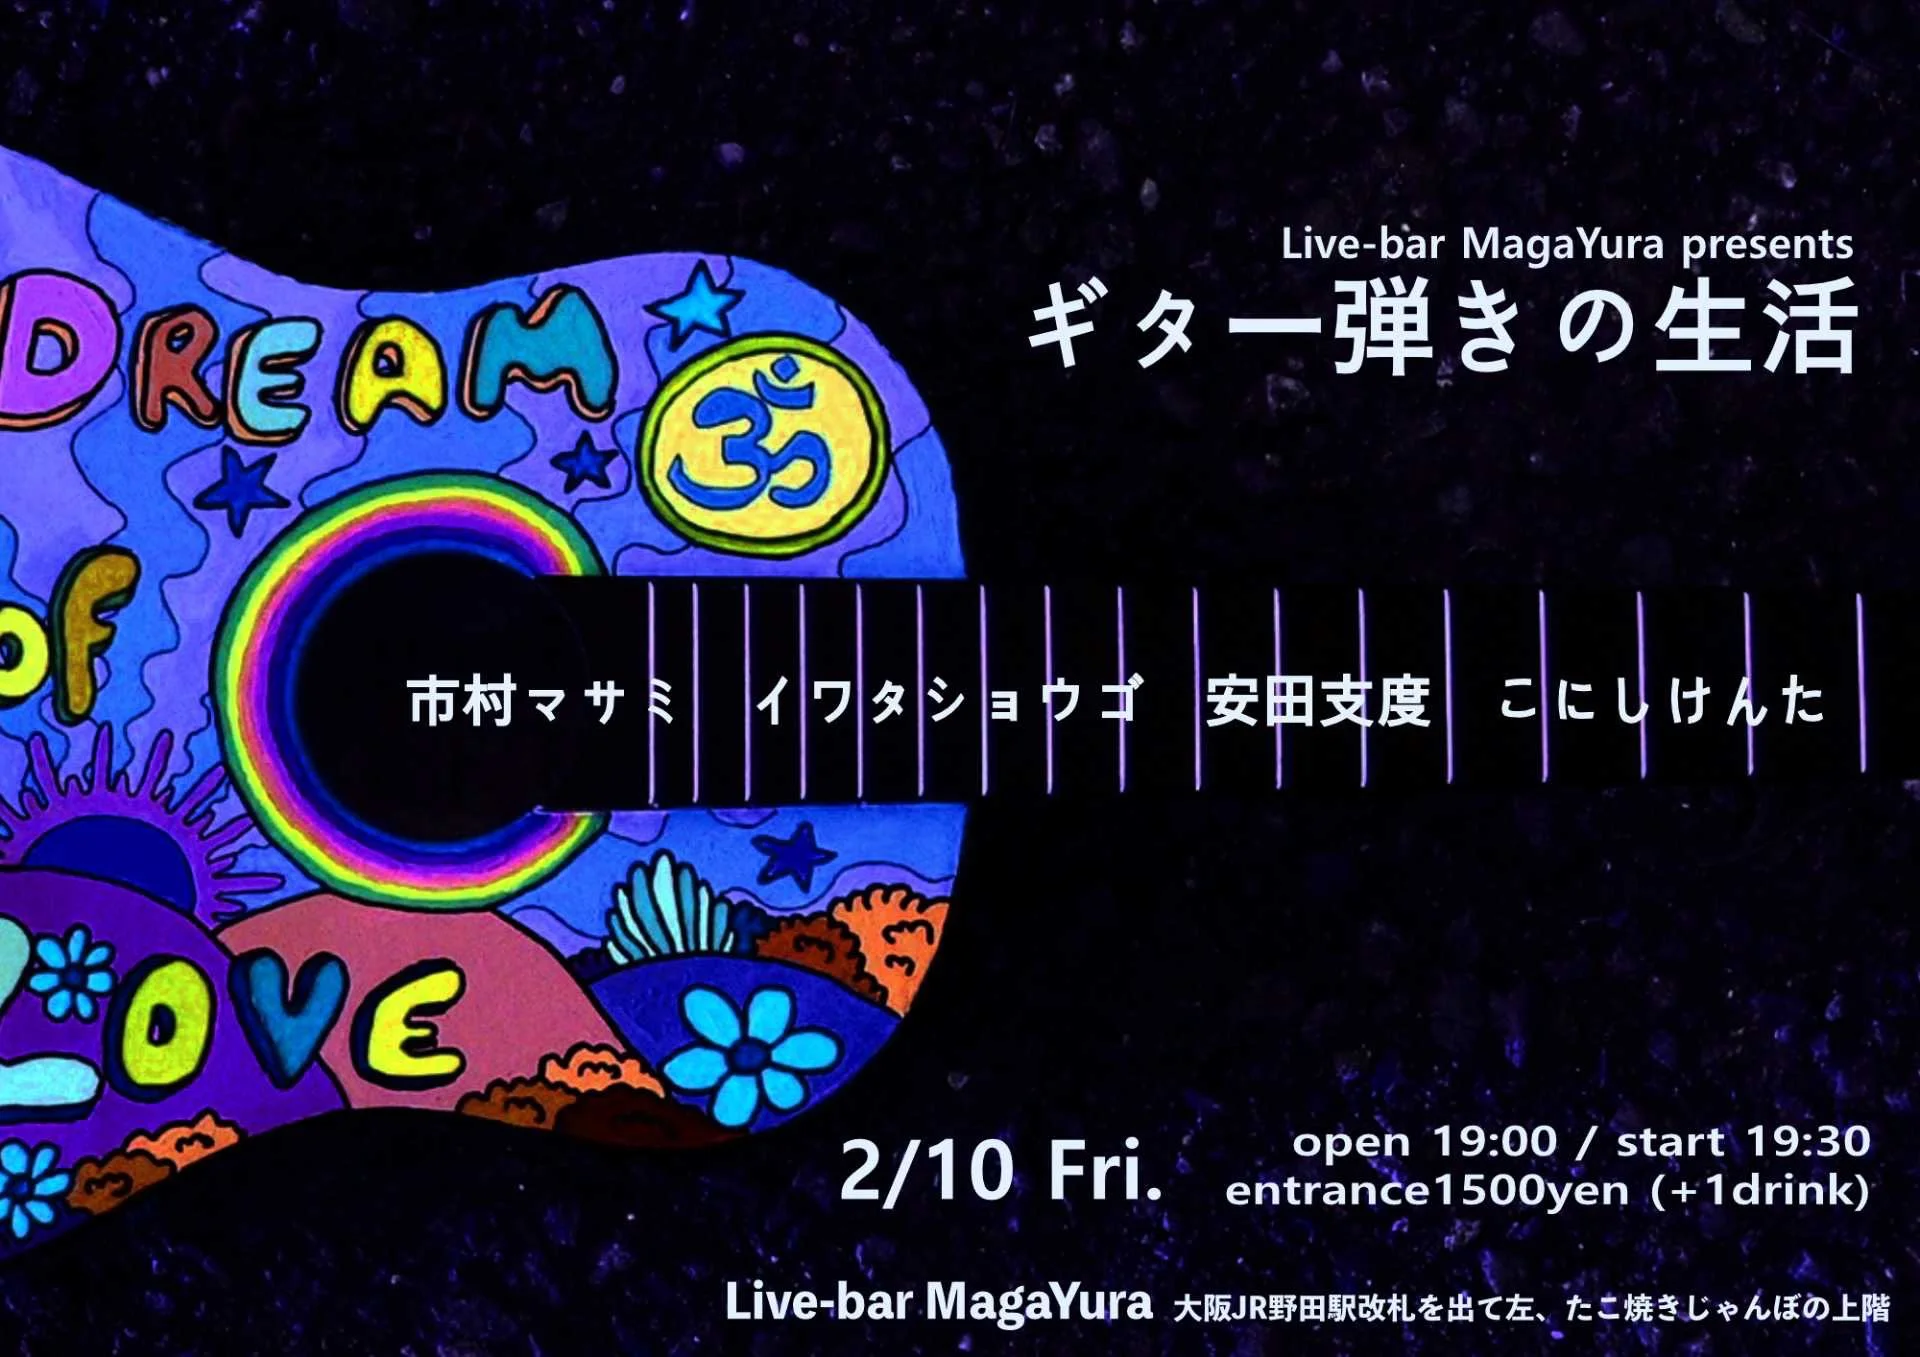 Live-bar MagaYura presents
ギター弾きの生活
DREAM
ॐ
of
LOVE
市村マサミ イワタショウゴ 安田支度 こにしけんた
2/10 Fri.
open 19:00 / start 19:30
entrance1500yen (+1drink)
Live-bar MagaYura 大阪JR野田駅改札を出て左、たこ焼きじゃんぼの上階